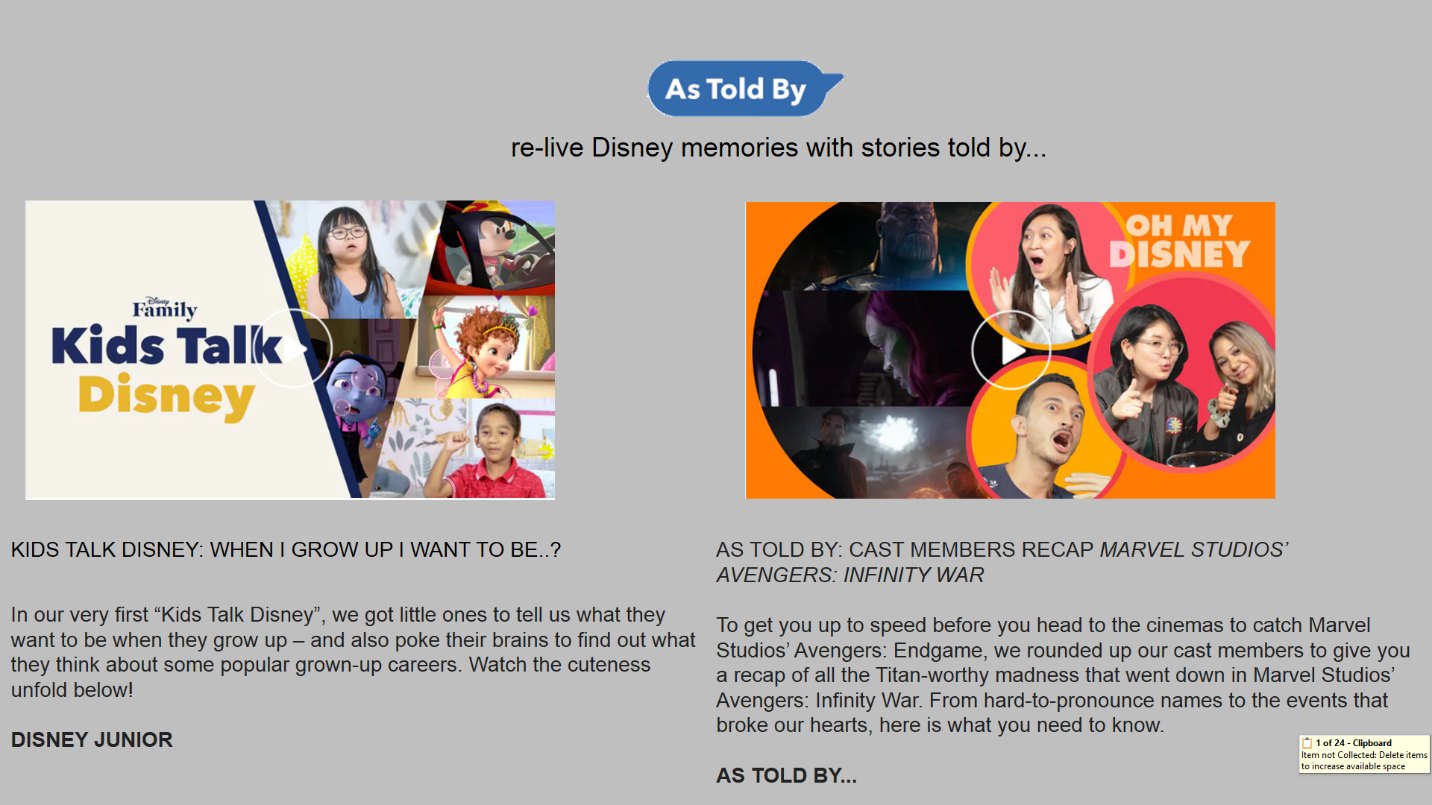 As Told By
re-live Disney memories with stories told by...
Disney
Family
Kids Talk
Disney
OH MY
DISNEY
KIDS TALK DISNEY: WHEN I GROW UP I WANT TO BE..?
In our very first “Kids Talk Disney”, we got little ones to tell us what they
want to be when they grow up – and also poke their brains to find out what
they think about some popular grown-up careers. Watch the cuteness
unfold below!
DISNEY JUNIOR
AS TOLD BY: CAST MEMBERS RECAP MARVEL STUDIOS’
AVENGERS: INFINITY WAR
To get you up to speed before you head to the cinemas to catch Marvel
Studios’ Avengers: Endgame, we rounded up our cast members to give you
a recap of all the Titan-worthy madness that went down in Marvel Studios’
Avengers: Infinity War. From hard-to-pronounce names to the events that
broke our hearts, here is what you need to know.
AS TOLD BY...
1 of 24 - Clipboard
Item not Collected: Delete items
to increase available space